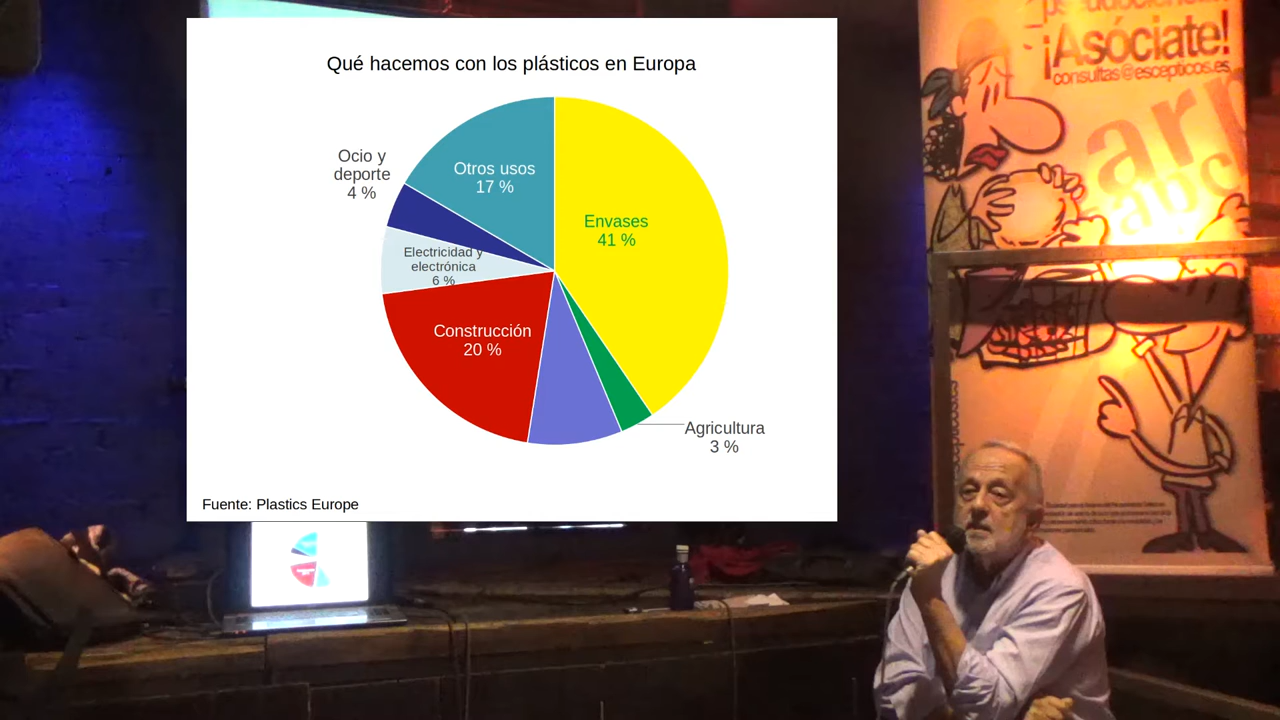 Qué hacemos con los plásticos en Europa
Ocio y
deporte
4 %
Otros usos
17 %
Envases
41 %
Electricidad y
electrónica
6 %
Construcción
20 %
Agricultura
3 %
Fuente: Plastics Europe
¡Asóciate!
consultas@escepticos.es
arp